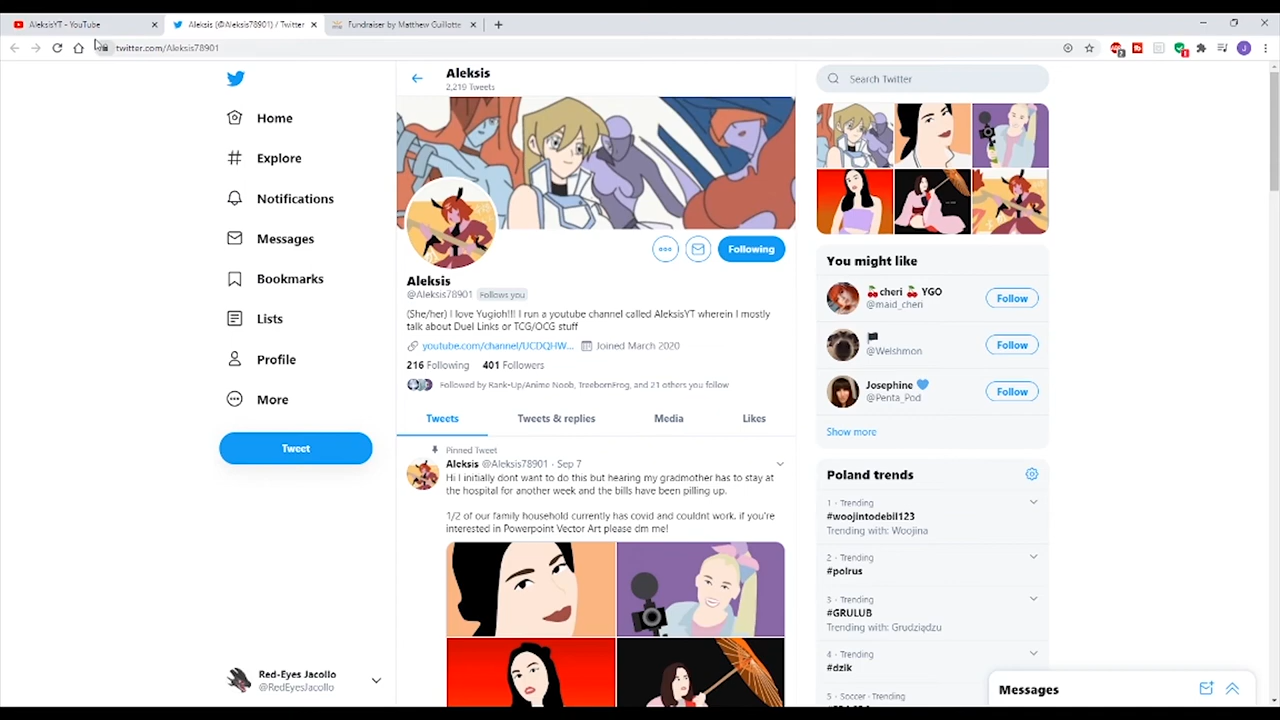 AleksisYT - YouTube
Aleksis (@Aleksis78901) / Twitter
Fundraiser by Matthew Guillotte
twitter.com/Aleksis78901
Home
Explore
Notifications
Messages
Bookmarks
Lists
Profile
More
Tweet
Red-Eyes Jacollo
@RedEyesJacollo
Aleksis
2,219 Tweets
Following
Aleksis
@Aleksis78901 Follows you
(She/her) I love Yugioh!!! I run a youtube channel called AleksisYT wherein I mostly
talk about Duel Links or TCG/OCG stuff
youtube.com/channel/UCDQHW... Joined March 2020
216 Following 401 Followers
Followed by Rank-Up/Anime Noob, TreebornFrog, and 21 others you follow
Tweets Tweets & replies Media Likes
Pinned Tweet
Aleksis @Aleksis78901 · Sep 7
Hi I initially dont want to do this but hearing my gradmother has to stay at
the hospital for another week and the bills have been pilling up.
1/2 of our family household currently has covid and couldnt work, if you're
interested in Powerpoint Vector Art please dm me!
Search Twitter
You might like
🍒cheri 🍒 YGO
@maid_cheri
Follow
@Welshmon
Follow
Josephine 💙
@Penta_Pod
Follow
Show more
Poland trends
1 · Trending
#woojintodebil123
Trending with: Woojina
2 · Trending
#polrus
3 · Trending
#GRULUB
Trending with: Grudziądzu
4 · Trending
#dzik
5 · Soccer · Trending
Messages